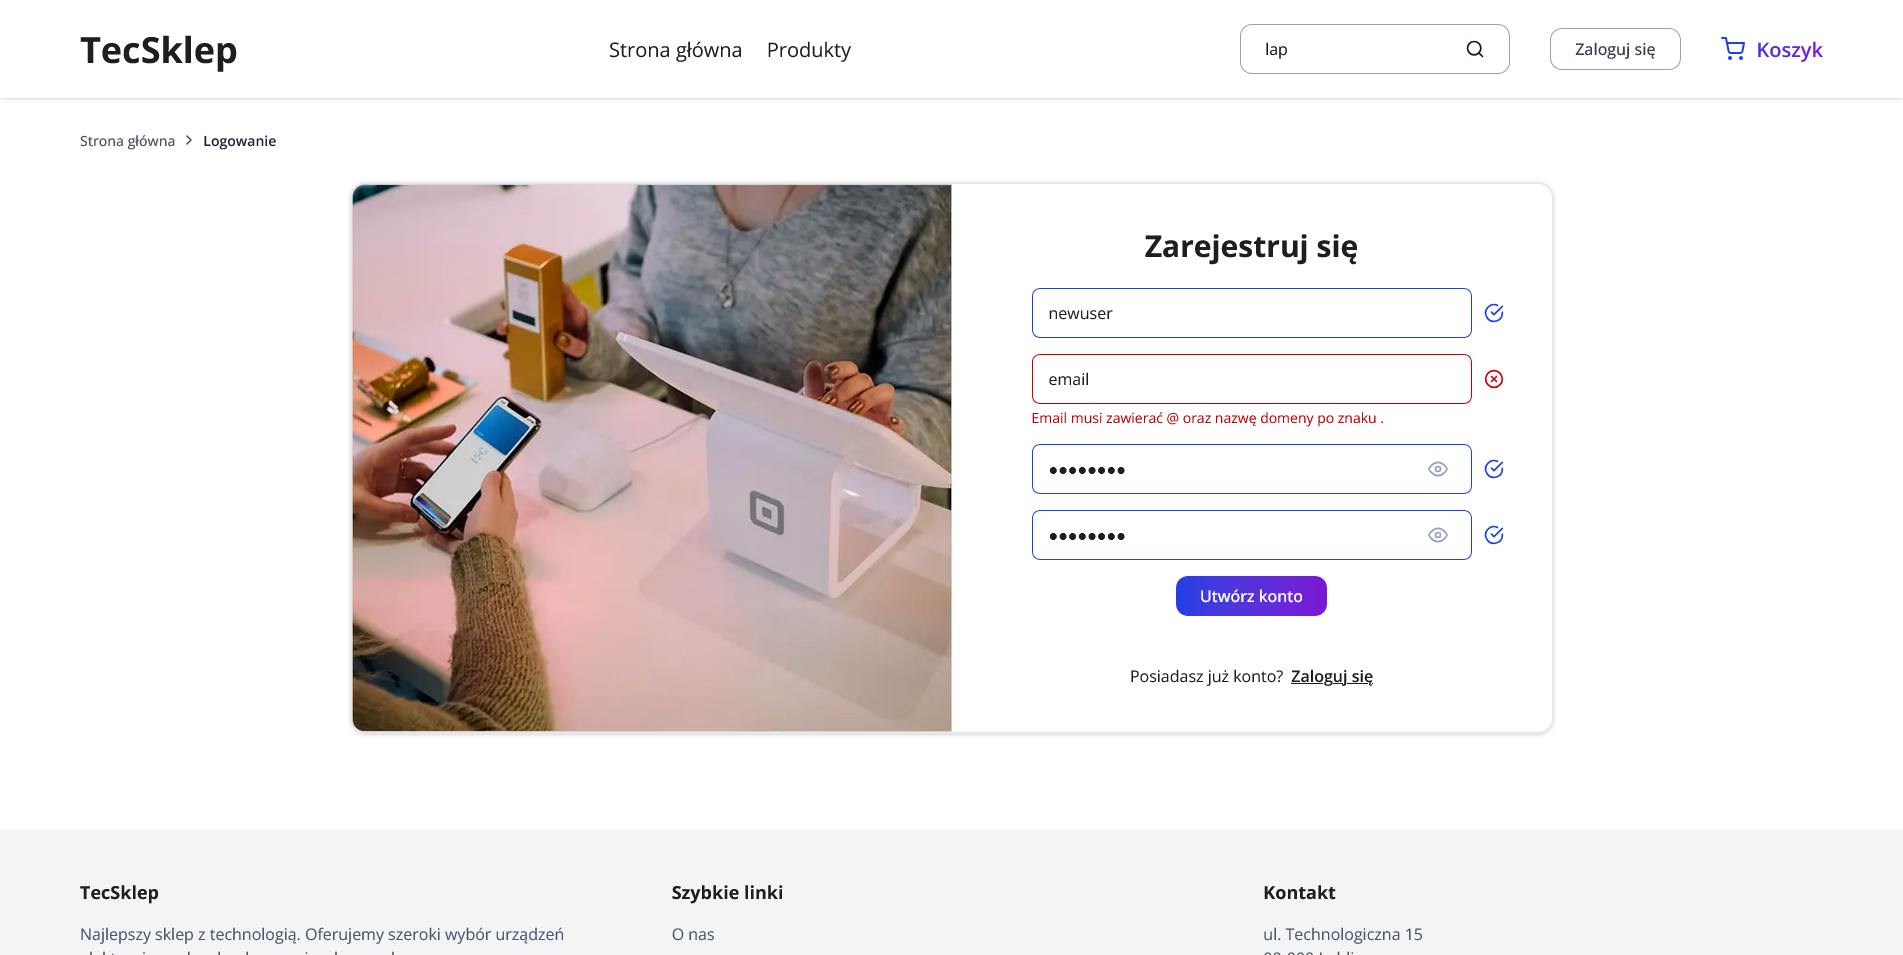 TecSklep
Strona główna
Produkty
lap
Zaloguj się
Koszyk
Strona główna
Logowanie
Zarejestruj się
newuser
email
Email musi zawierać @ oraz nazwę domeny po znaku .
••••••••
••••••••
Utwórz konto
Posiadasz już konto? Zaloguj się
TecSklep
Szybkie linki
Kontakt
Najlepszy sklep z technologią. Oferujemy szeroki wybór urządzeń
O nas
ul. Technologiczna 15